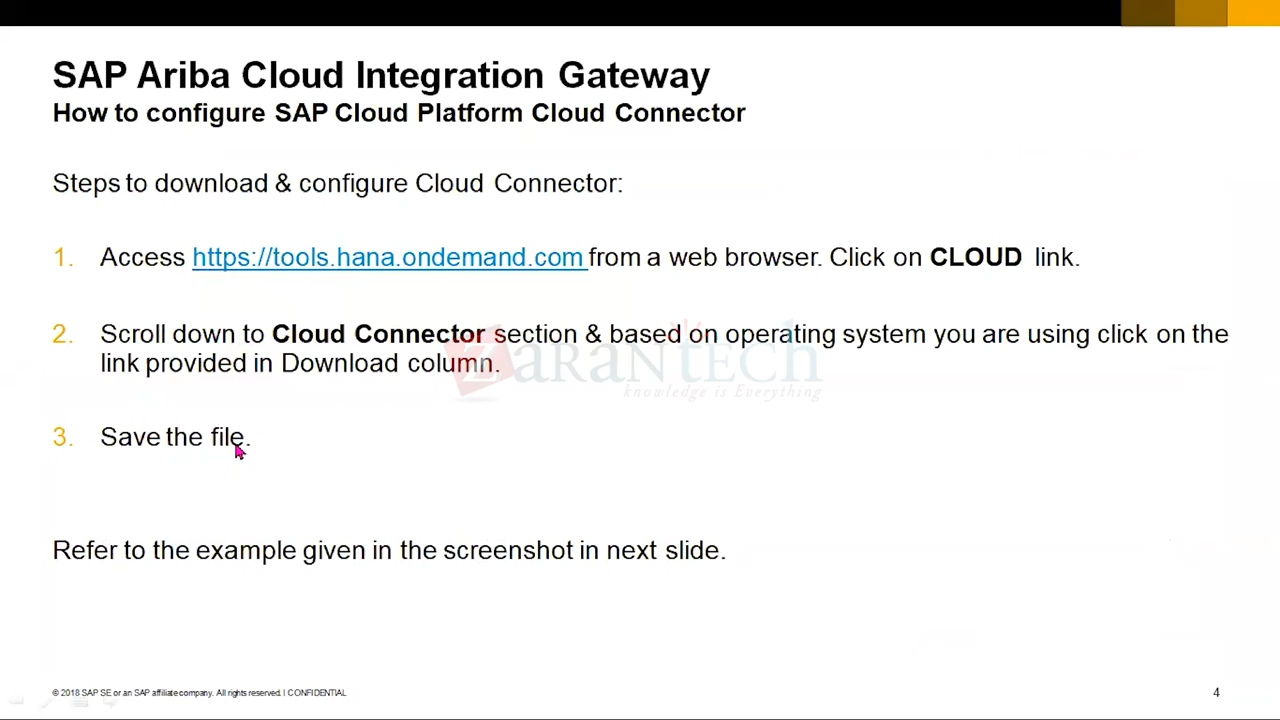 SAP Ariba Cloud Integration Gateway
How to configure SAP Cloud Platform Cloud Connector
Steps to download & configure Cloud Connector:
1. Access https://tools.hana.ondemand.com from a web browser. Click on CLOUD link.
2. Scroll down to Cloud Connector section & based on operating system you are using click on the
link provided in Download column.
ZaranTech
knowledge is Everything
3. Save the file.
Refer to the example given in the screenshot in next slide.
© 2018 SAP SE or an SAP affiliate company. All rights reserved. I CONFIDENTIAL
4